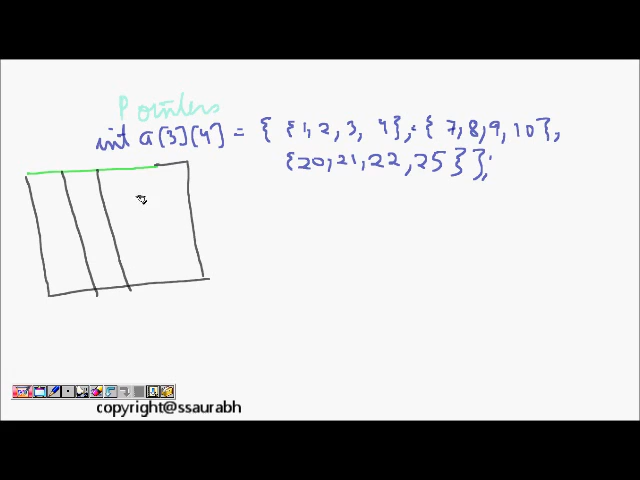 Pointers
int a[3][4] = { {1,2,3, 4}, { 7,8,9,10},
{20,21,22,25}};
copyright@ssaurabh